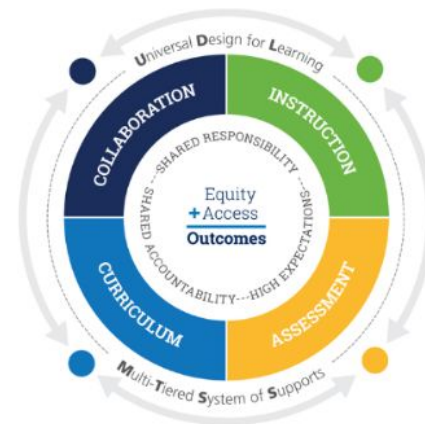 Universal Design for Learning
COLLABORATION
INSTRUCTION
SHARED RESPONSIBILITY---HIGH EXPECTATIONS---SHARED ACCOUNTABILITY---
Equity
+Access
Outcomes
CURRICULUM
ASSESSMENT
Multi-Tiered System of Supports